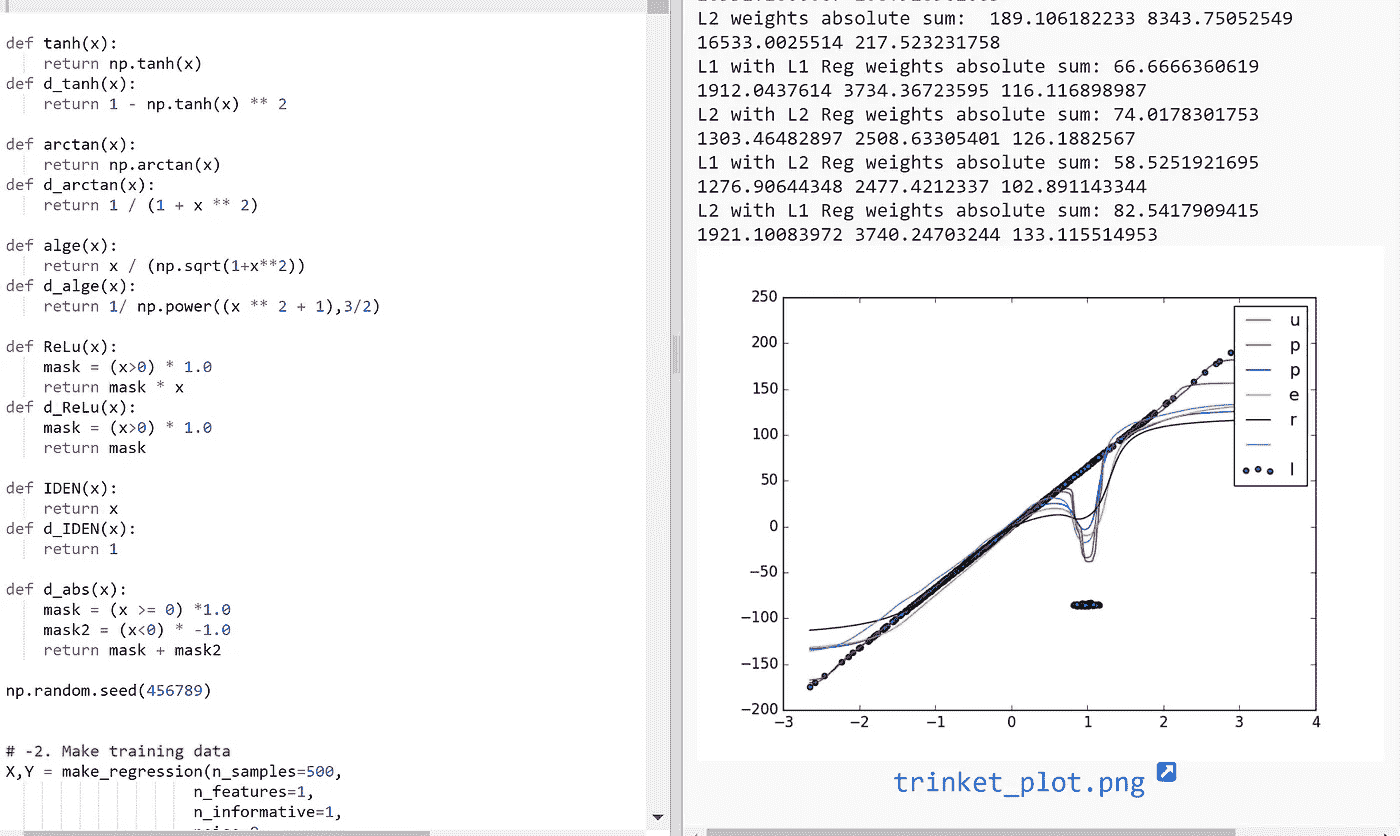 def tanh(x):
return np.tanh(x)
def d_tanh(x):
return 1 - np.tanh(x) ** 2
def arctan(x):
return np.arctan(x)
def d_arctan(x):
return 1 / (1 + x ** 2)
def alge(x):
return x / (np.sqrt(1+x**2))
def d_alge(x):
return 1/ np.power((x ** 2 + 1),3/2)
def ReLu(x):
mask = (x>0) * 1.0
return mask * x
def d_ReLu(x):
mask = (x>0) * 1.0
return mask
def IDEN(x):
return x
def d_IDEN(x):
return 1
def d_abs(x):
mask = (x >= 0) *1.0
mask2 = (x<0) * -1.0
return mask + mask2
np.random.seed(456789)
# -2. Make training data
X,Y = make_regression(n_samples=500,
n_features=1,
n_informative=1,
L2 weights absolute sum:  189.106182233 8343.75052549
16533.0025514 217.523231758
L1 with L1 Reg weights absolute sum: 66.6666360619
1912.0437614 3734.36723595 116.116898987
L2 with L2 Reg weights absolute sum: 74.0178301753
1303.46482897 2508.63305401 126.1882567
L1 with L2 Reg weights absolute sum: 58.5251921695
1276.90644348 2477.4212337 102.891143344
L2 with L1 Reg weights absolute sum: 82.5417909415
1921.10083972 3740.24703244 133.115514953
250
200
150
100
50
0
−50
−100
−150
−200
−3 −2 −1 0 1 2 3 4
u
p
p
e
r
l
trinket_plot.png